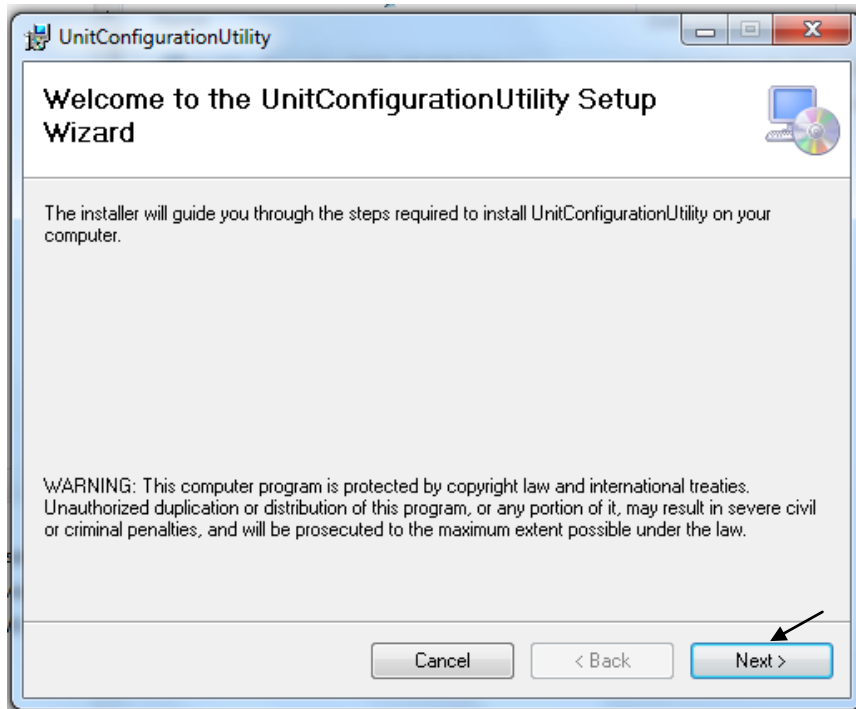 UnitConfigurationUtility
Welcome to the UnitConfigurationUtility Setup
Wizard
The installer will guide you through the steps required to install UnitConfigurationUtility on your
computer.
WARNING: This computer program is protected by copyright law and international treaties.
Unauthorized duplication or distribution of this program, or any portion of it, may result in severe civil
or criminal penalties, and will be prosecuted to the maximum extent possible under the law.
Cancel < Back Next >